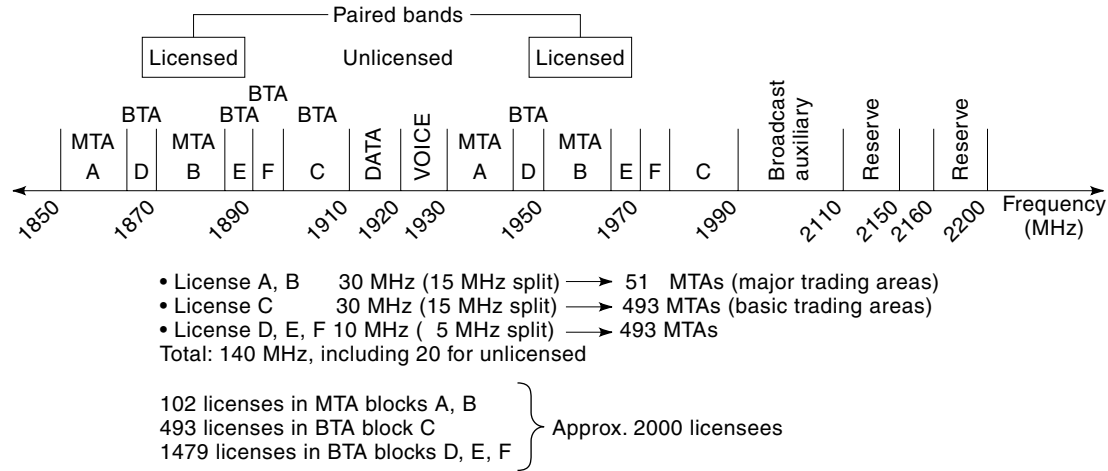 Paired bands
Licensed Unlicensed Licensed
BTA
BTA BTA BTA BTA
MTA MTA DATA VOICE MTA MTA Broadcast auxiliary Reserve Reserve
A D B E F C A D B E F C
1850 1870 1890 1910 1920 1930 1950 1970 1990 2110 2150 2160 2200 Frequency
(MHz)
• License A, B 30 MHz (15 MHz split) → 51 MTAs (major trading areas)
• License C 30 MHz (15 MHz split) → 493 MTAs (basic trading areas)
• License D, E, F 10 MHz ( 5 MHz split) → 493 MTAs
Total: 140 MHz, including 20 for unlicensed
102 licenses in MTA blocks A, B
493 licenses in BTA block C
1479 licenses in BTA blocks D, E, F
Approx. 2000 licensees